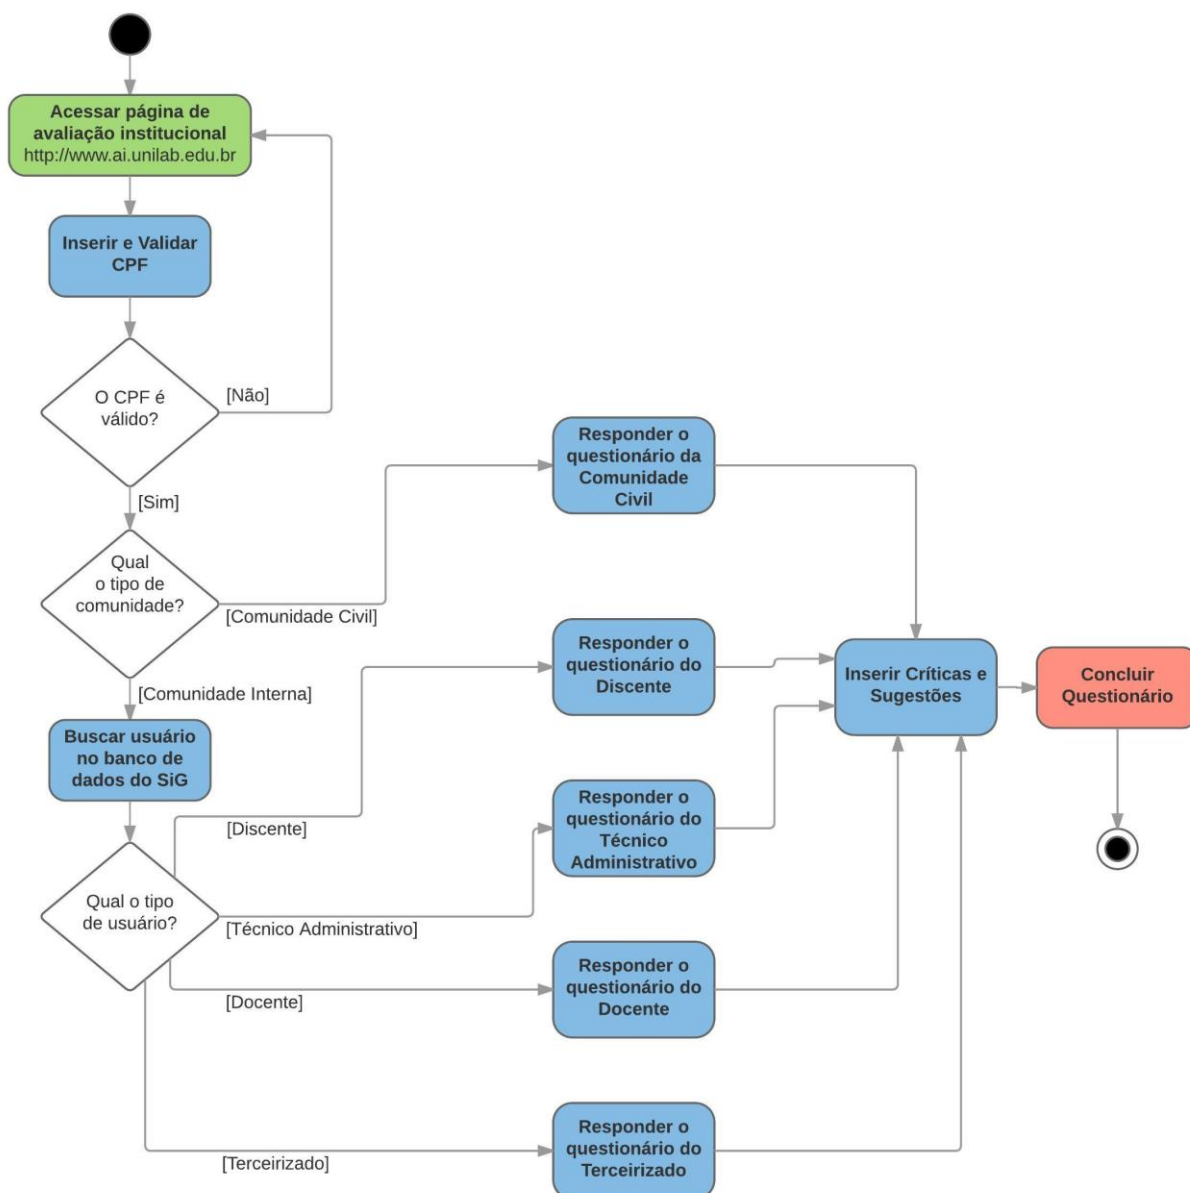 Acessar página de
avaliação institucional
http://www.ai.unilab.edu.br
Inserir e Validar
CPF
O CPF é
válido?
[Não]
[Sim]
Qual
o tipo de
comunidade?
[Comunidade Civil]
[Comunidade Interna]
Buscar usuário
no banco de
dados do SiG
Qual o tipo
de usuário?
[Discente]
[Técnico Administrativo]
[Docente]
[Terceirizado]
Responder o
questionário da
Comunidade
Civil
Responder o
questionário do
Discente
Responder o
questionário do
Técnico
Administrativo
Responder o
questionário do
Docente
Responder o
questionário do
Terceirizado
Inserir Críticas e
Sugestões
Concluir
Questionário